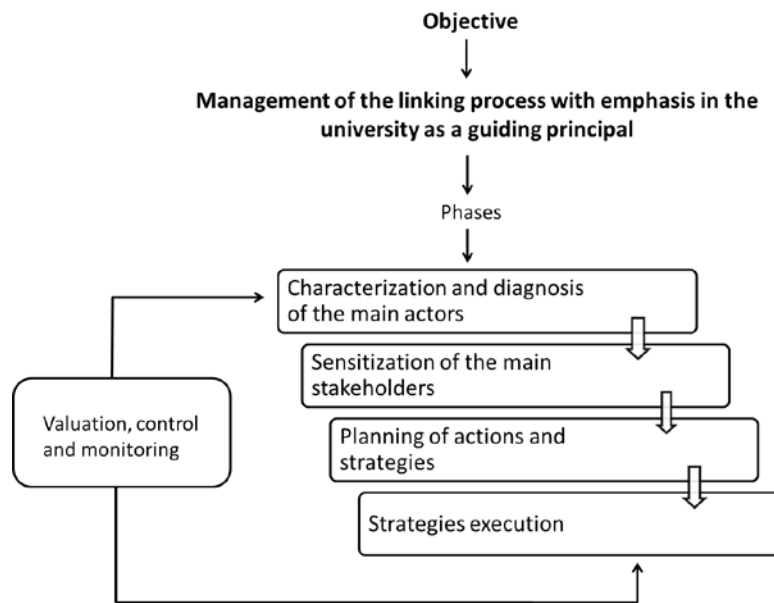 Objective
Management of the linking process with emphasis in the
university as a guiding principal
Phases
Characterization and diagnosis
of the main actors
Sensitization of the main
stakeholders
Valuation, control
and monitoring
Planning of actions and
strategies
Strategies execution